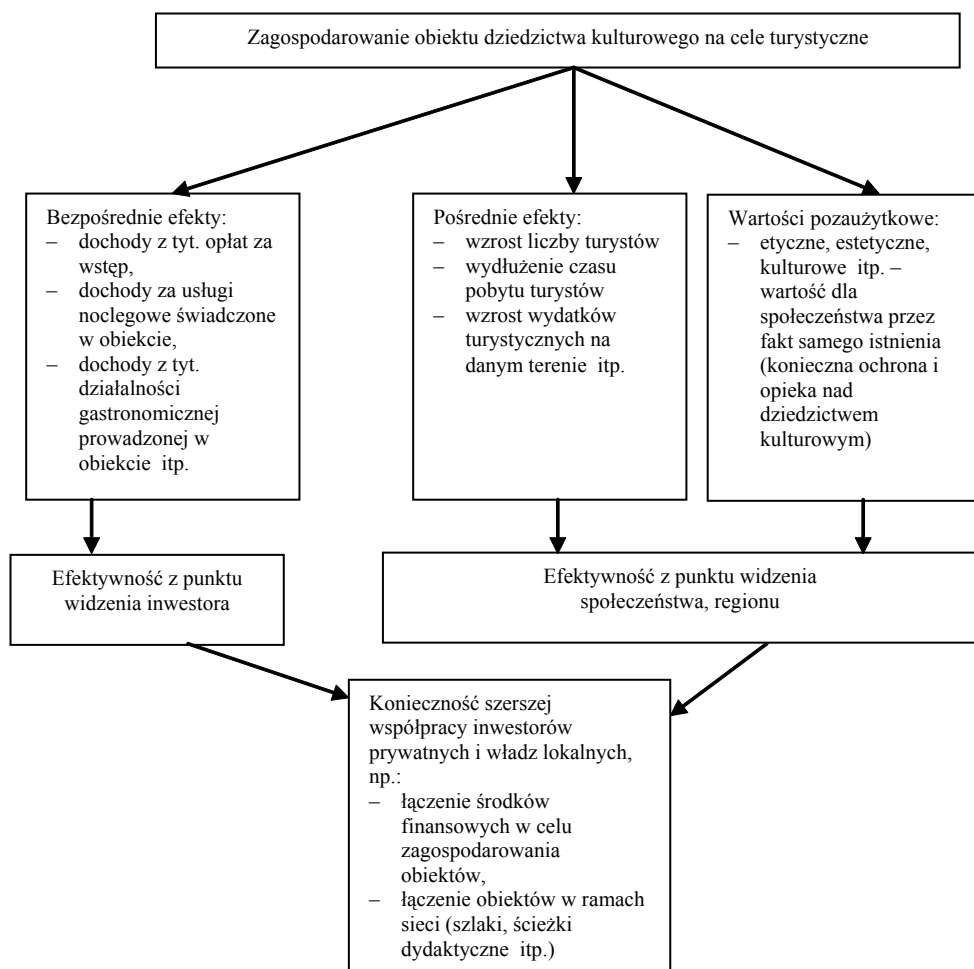 Zagospodarowanie obiektu dziedzictwa kulturowego na cele turystyczne
Bezpośrednie efekty:
– dochody z tyt. opłat za
wstęp,
– dochody za usługi
noclegowe świadczone
w obiekcie,
– dochody z tyt.
działalności
gastronomicznej
prowadzonej w
obiekcie itp.
Pośrednie efekty:
– wzrost liczby turystów
– wydłużenie czasu
pobytu turystów
– wzrost wydatków
turystycznych na
danym terenie itp.
Wartości pozaużytkowe:
– etyczne, estetyczne,
kulturowe itp. –
wartość dla
społeczeństwa przez
fakt samego istnienia
(konieczna ochrona i
opieka nad
dziedzictwem
kulturowym)
Efektywność z punktu
widzenia inwestora
Efektywność z punktu widzenia
społeczeństwa, regionu
Konieczność szerszej
współpracy inwestorów
prywatnych i władz lokalnych,
np.:
– łączenie środków
finansowych w celu
zagospodarowania
obiektów,
– łączenie obiektów w ramach
sieci (szlaki, ścieżki
dydaktyczne itp.)